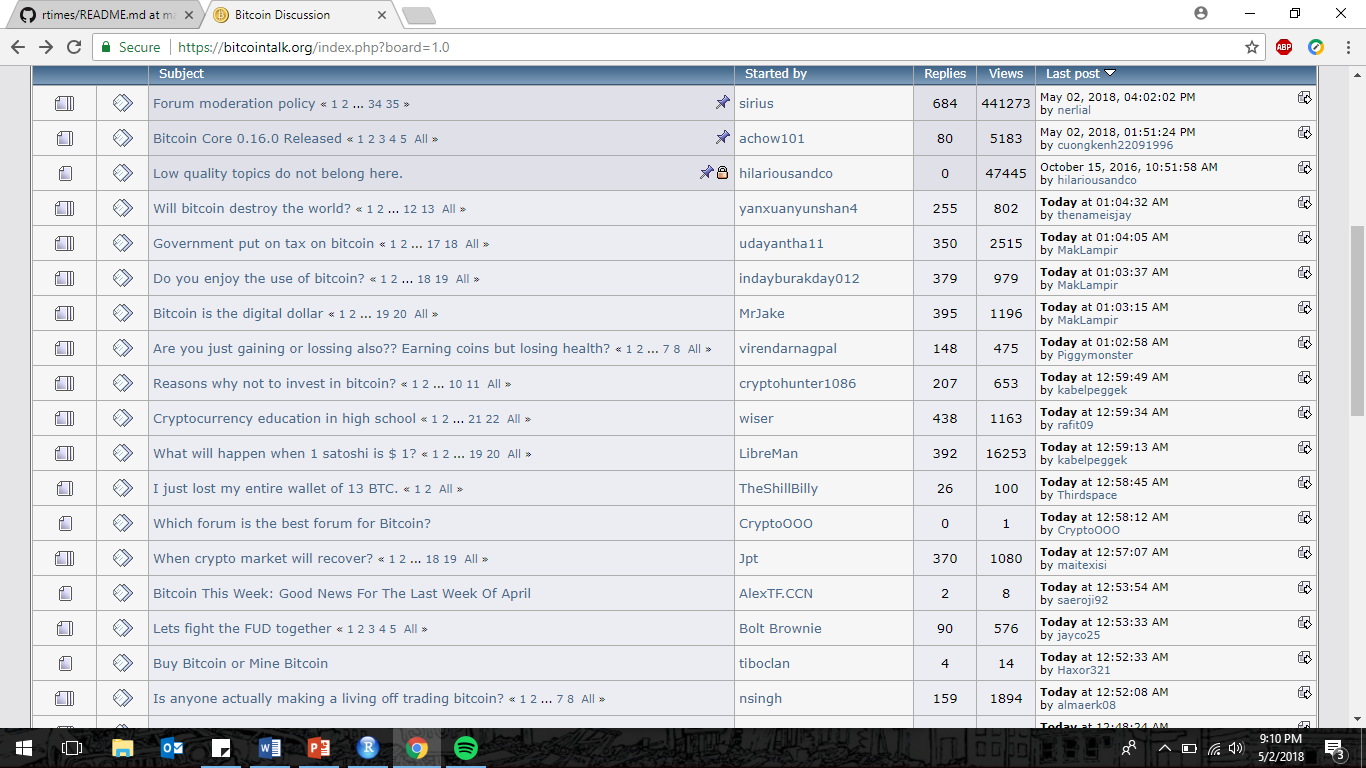 rtimes/README.md at ma
Bitcoin Discussion
Secure
https://bitcointalk.org/index.php?board=1.0
ABP
Subject Started by Replies Views Last post
Forum moderation policy « 1 2 ... 34 35 » sirius 684 441273 May 02, 2018, 04:02:02 PM
by nerlial
Bitcoin Core 0.16.0 Released « 1 2 3 4 5 All » achow101 80 5183 May 02, 2018, 01:51:24 PM
by cuongkenh22091996
Low quality topics do not belong here. hilariousandco 0 47445 October 15, 2016, 10:51:58 AM
by hilariousandco
Will bitcoin destroy the world? « 1 2 ... 12 13 All » yanxuanyunshan4 255 802 Today at 01:04:32 AM
by thenameisjay
Government put on tax on bitcoin « 1 2 ... 17 18 All » udayantha11 350 2515 Today at 01:04:05 AM
by MakLampir
Do you enjoy the use of bitcoin? « 1 2 ... 18 19 All » indayburakday012 379 979 Today at 01:03:37 AM
by MakLampir
Bitcoin is the digital dollar « 1 2 ... 19 20 All » MrJake 395 1196 Today at 01:03:15 AM
by MakLampir
Are you just gaining or lossing also?? Earning coins but losing health? « 1 2 ... 7 8 All » virendarnagpal 148 475 Today at 01:02:58 AM
by Piggymonster
Reasons why not to invest in bitcoin? « 1 2 ... 10 11 All » cryptohunter1086 207 653 Today at 12:59:49 AM
by kabelpeggek
Cryptocurrency education in high school « 1 2 ... 21 22 All » wiser 438 1163 Today at 12:59:34 AM
by rafit09
What will happen when 1 satoshi is $ 1? « 1 2 ... 19 20 All » LibreMan 392 16253 Today at 12:59:13 AM
by kabelpeggek
I just lost my entire wallet of 13 BTC. « 1 2 All » TheShillBilly 26 100 Today at 12:58:45 AM
by Thirdspace
Which forum is the best forum for Bitcoin? CryptoOOO 0 1 Today at 12:58:12 AM
by CryptoOOO
When crypto market will recover? « 1 2 ... 18 19 All » Jpt 370 1080 Today at 12:57:07 AM
by maitexisi
Bitcoin This Week: Good News For The Last Week Of April AlexTF.CCN 2 8 Today at 12:53:54 AM
by saeroji92
Lets fight the FUD together « 1 2 3 4 5 All » Bolt Brownie 90 576 Today at 12:53:33 AM
by jayco25
Buy Bitcoin or Mine Bitcoin tiboclan 4 14 Today at 12:52:33 AM
by Haxor321
Is anyone actually making a living off trading bitcoin? « 1 2 ... 7 8 All » nsingh 159 1894 Today at 12:52:08 AM
by almaerk08
Today at 12:48:24 AM
9:10 PM
5/2/2018
3